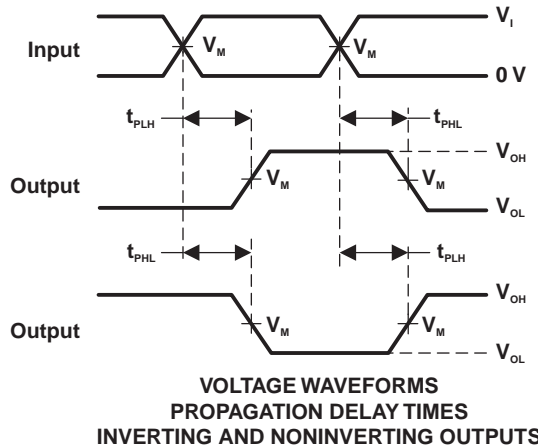 V_I
Input
V_M
V_M
0 V
t_PLH
t_PHL
V_OH
Output
V_M
V_M
V_OL
t_PHL
t_PLH
V_OH
Output
V_M
V_M
V_OL
VOLTAGE WAVEFORMS
PROPAGATION DELAY TIMES
INVERTING AND NONINVERTING OUTPUTS